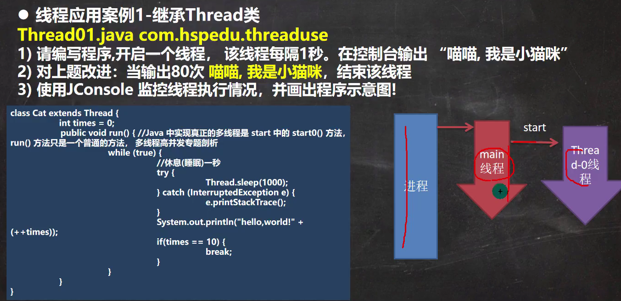 ● 线程应用案例1-继承Thread类
Thread01.java com.hspedu.threaduse
1) 请编写程序,开启一个线程， 该线程每隔1秒。在控制台输出 “喵喵, 我是小猫咪”
2) 对上题改进：当输出80次 喵喵, 我是小猫咪，结束该线程
3) 使用JConsole 监控线程执行情况，并画出程序示意图!
class Cat extends Thread {
int times = 0;
public void run() { //Java 中实现真正的多线程是 start 中的 start0() 方法，
run() 方法只是一个普通的方法， 多线程高并发专题剖析
while (true) {
//休息(睡眠)一秒
try {
Thread.sleep(1000);
} catch (InterruptedException e) {
e.printStackTrace();
}
System.out.println("hello,world!" +
(++times));
if(times == 10) {
break;
}
}
}
}
进程
main
线程
start
Threa
d-0线
程